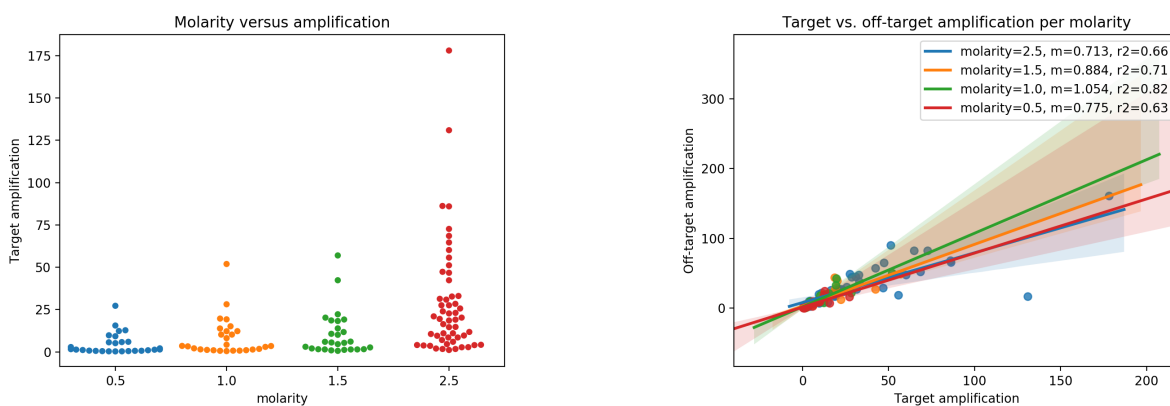 Molarity versus amplification
175
150
125
100
75
50
25
0
Target amplification
0.5
1.0
1.5
2.5
molarity
Target vs. off-target amplification per molarity
molarity=2.5, m=0.713, r2=0.66
molarity=1.5, m=0.884, r2=0.71
molarity=1.0, m=1.054, r2=0.82
molarity=0.5, m=0.775, r2=0.63
300
200
100
0
Off-target amplification
0
50
100
150
200
Target amplification